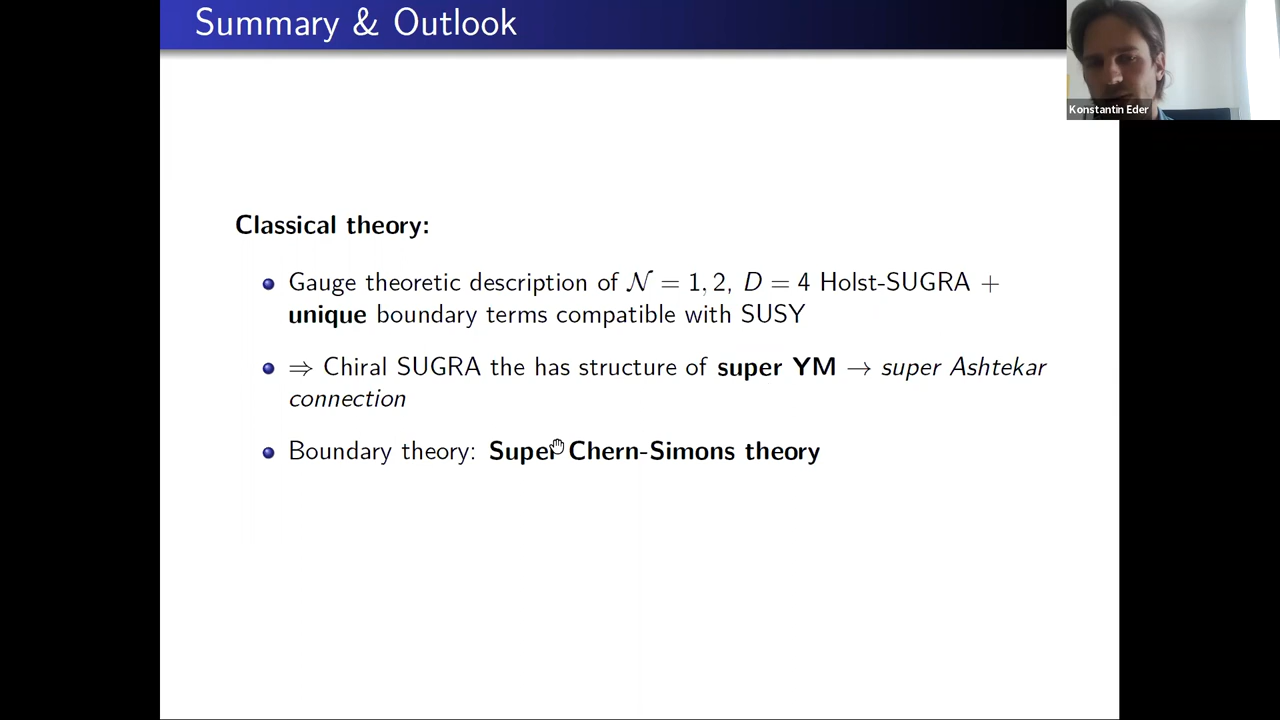 Summary & Outlook
Konstantin Eder
Classical theory:
Gauge theoretic description of 𝒩 = 1, 2, D = 4 Holst-SUGRA +
unique boundary terms compatible with SUSY
⇒ Chiral SUGRA the has structure of super YM → super Ashtekar
connection
Boundary theory: Super Chern-Simons theory